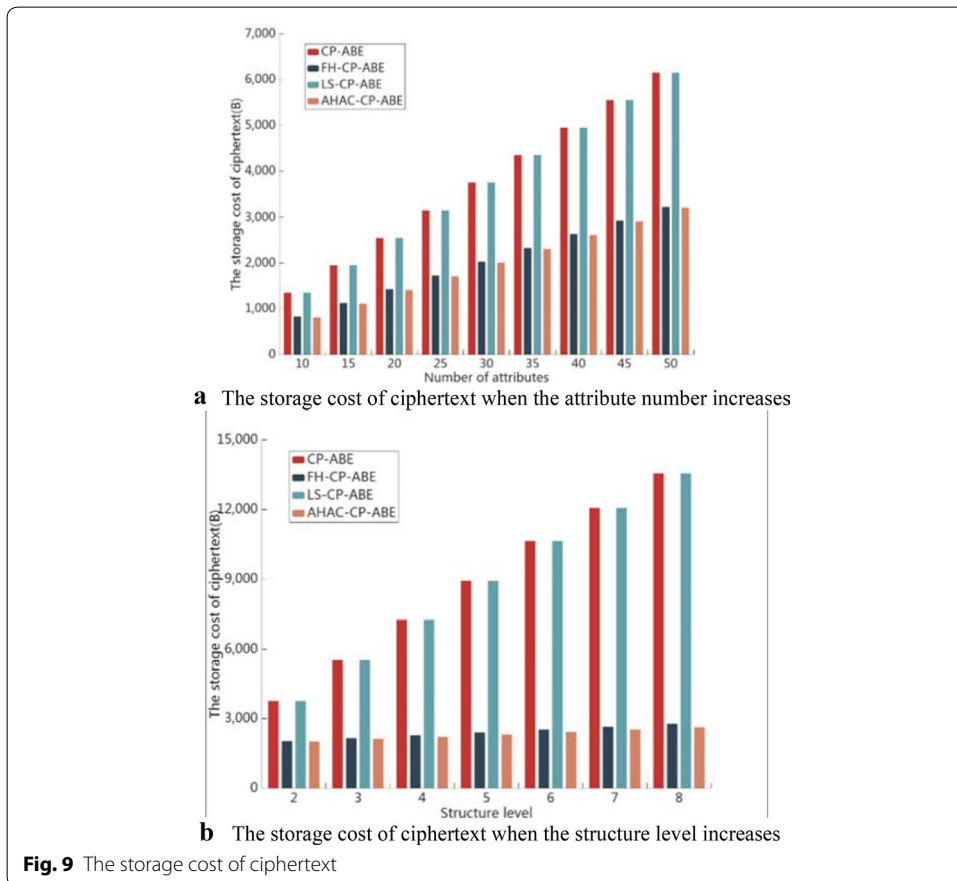 7,000
6,000
5,000
4,000
3,000
2,000
1,000
0
The storage cost of ciphertext(B)
CP-ABE
FH-CP-ABE
LS-CP-ABE
AHAC-CP-ABE
10 15 20 25 30 35 40 45 50
Number of attributes
a The storage cost of ciphertext when the attribute number increases
15,000
12,000
9,000
6,000
3,000
0
The storage cost of ciphertext(B)
CP-ABE
FH-CP-ABE
LS-CP-ABE
AHAC-CP-ABE
2 3 4 5 6 7 8
Structure level
b The storage cost of ciphertext when the structure level increases
Fig. 9 The storage cost of ciphertext